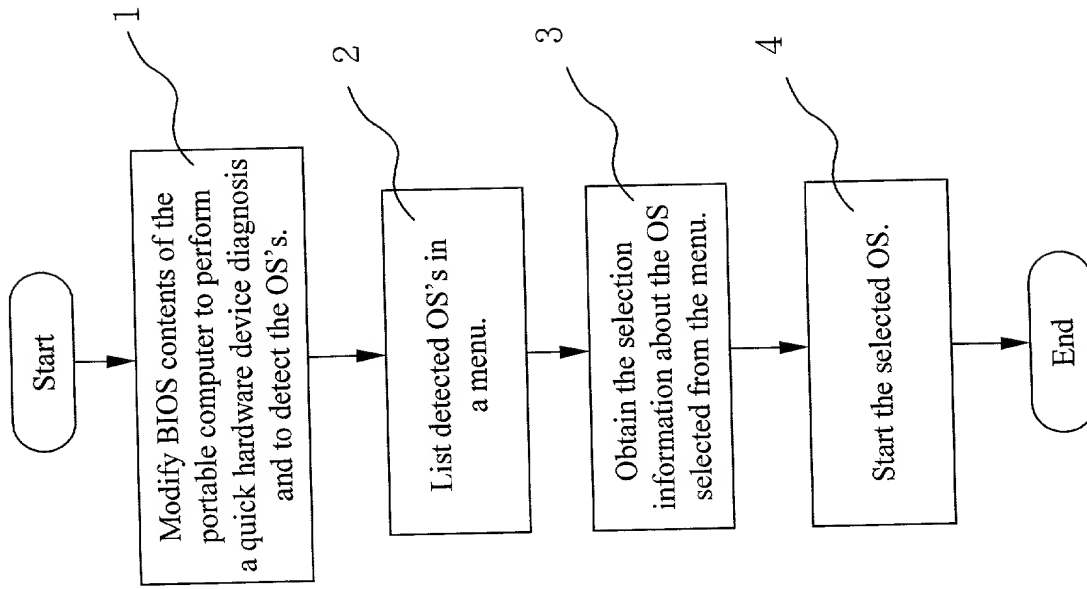 Start
1
Modify BIOS contents of the
portable computer to perform
a quick hardware device diagnosis
and to detect the OS's.
2
List detected OS's in
a menu.
3
Obtain the selection
information about the OS
selected from the menu.
4
Start the selected OS.
End